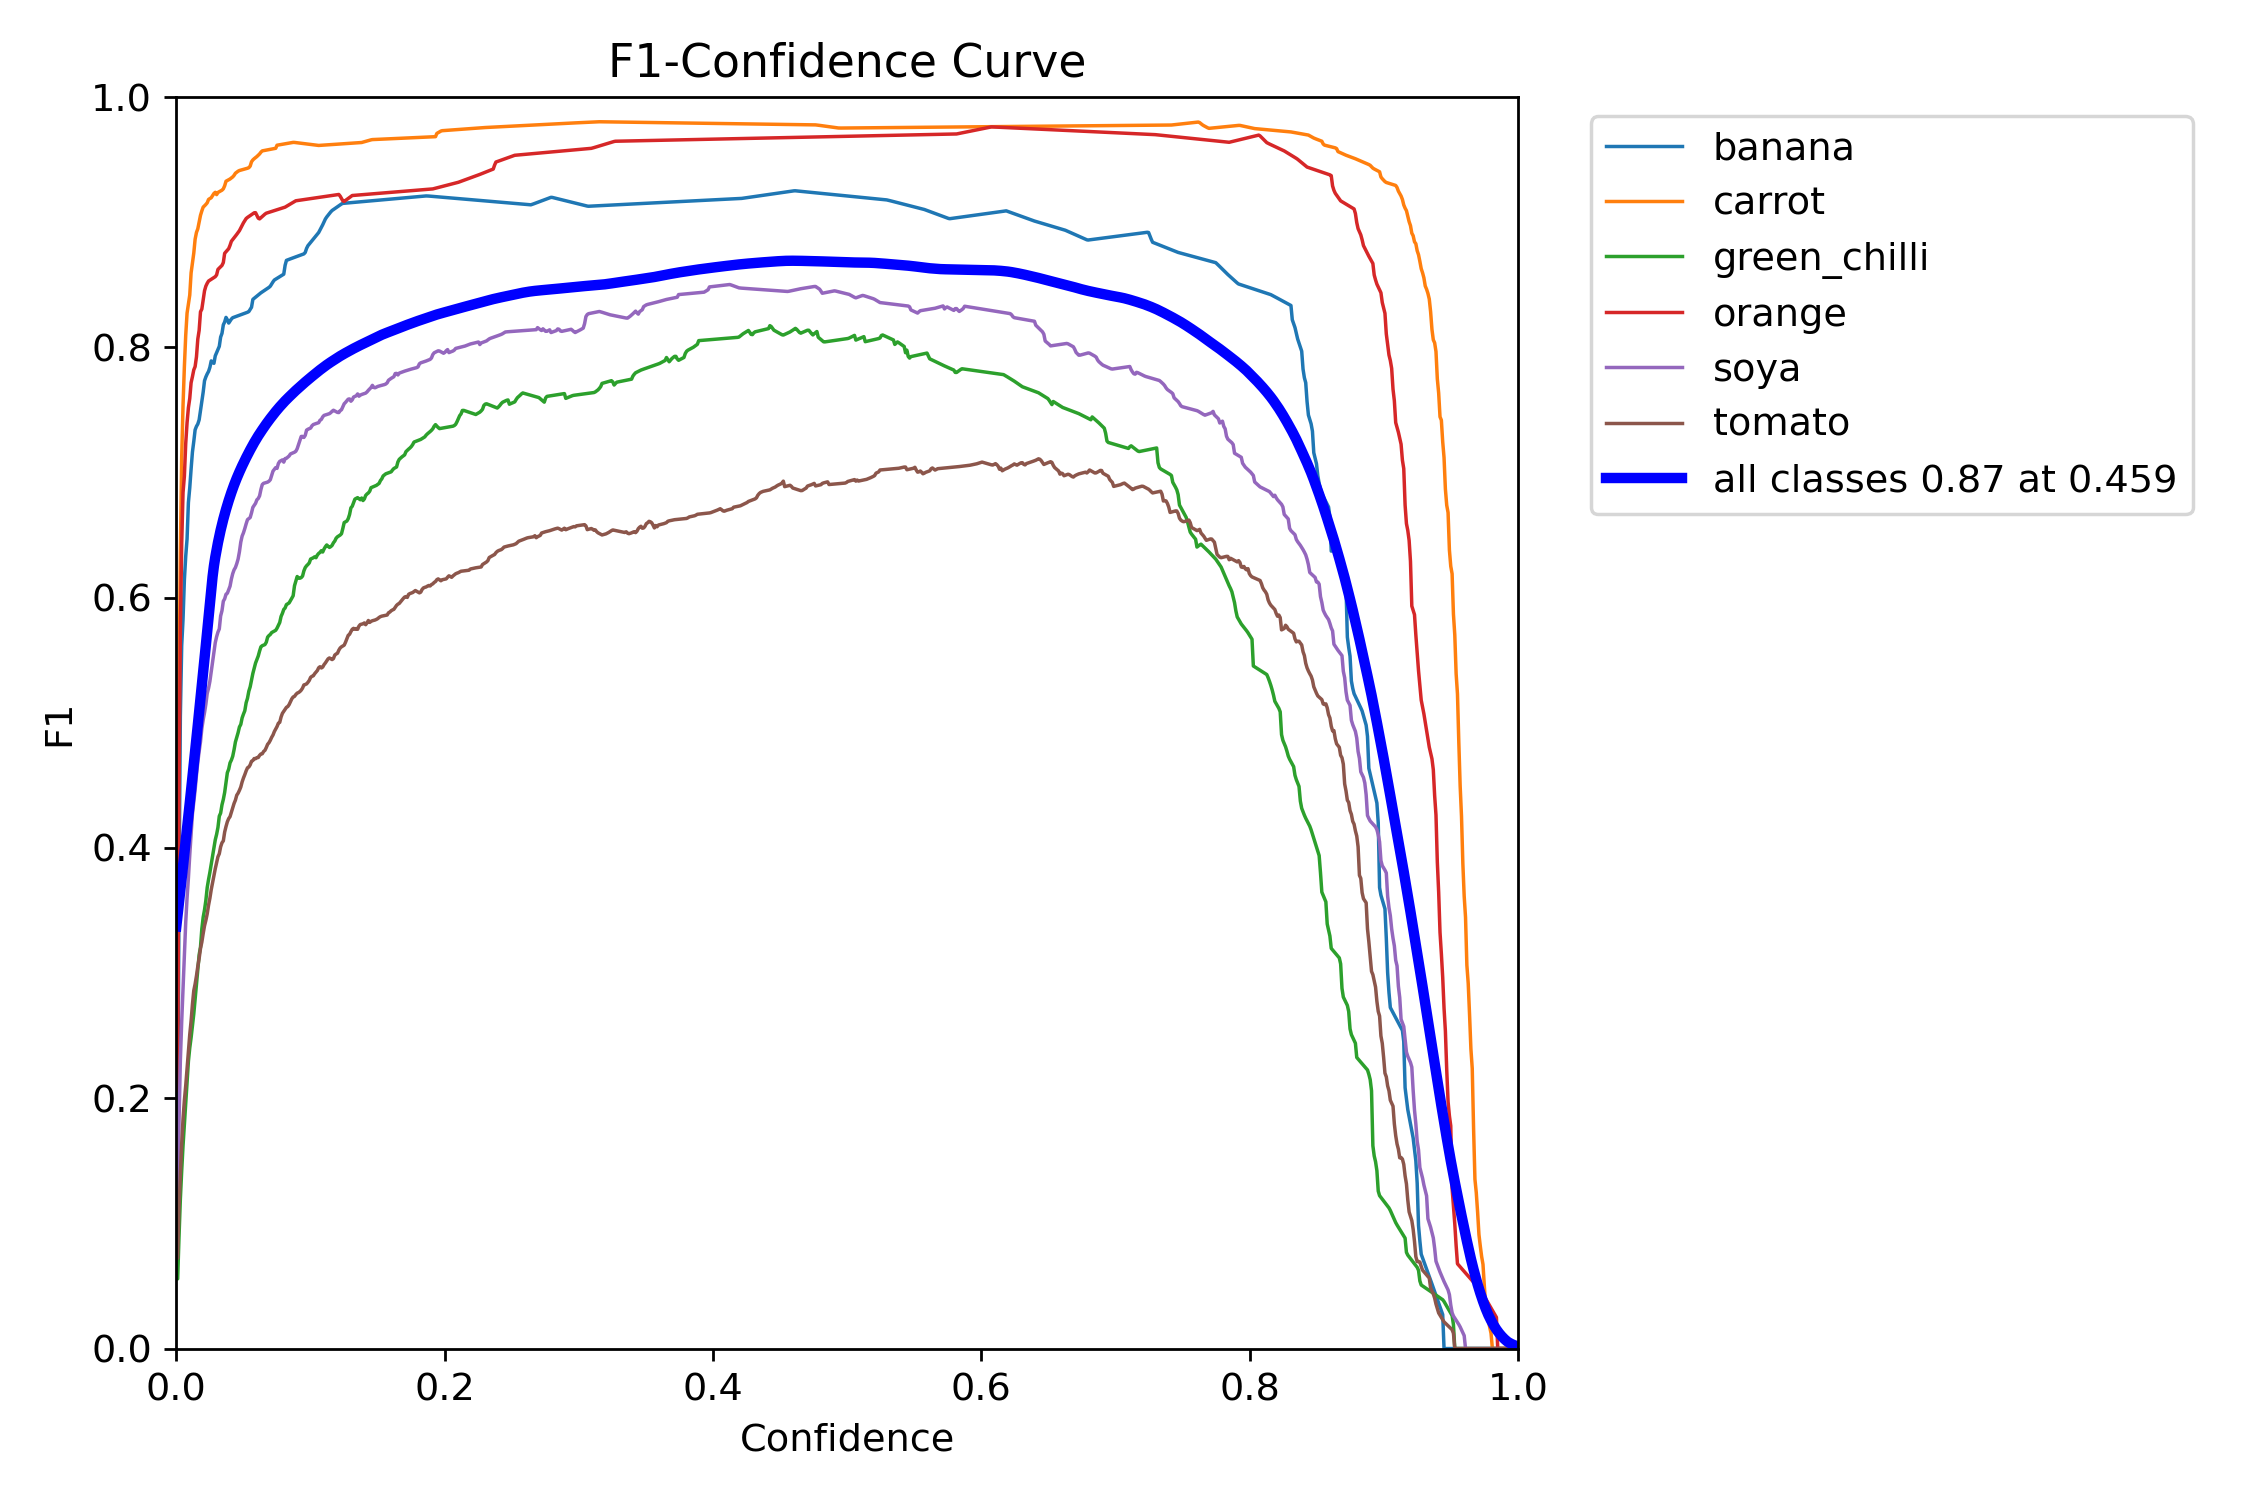 F1-Confidence Curve
1.0
0.8
0.6
0.4
0.2
0.0
F1
0.0 0.2 0.4 0.6 0.8 1.0
Confidence
banana
carrot
green_chilli
orange
soya
tomato
all classes 0.87 at 0.459